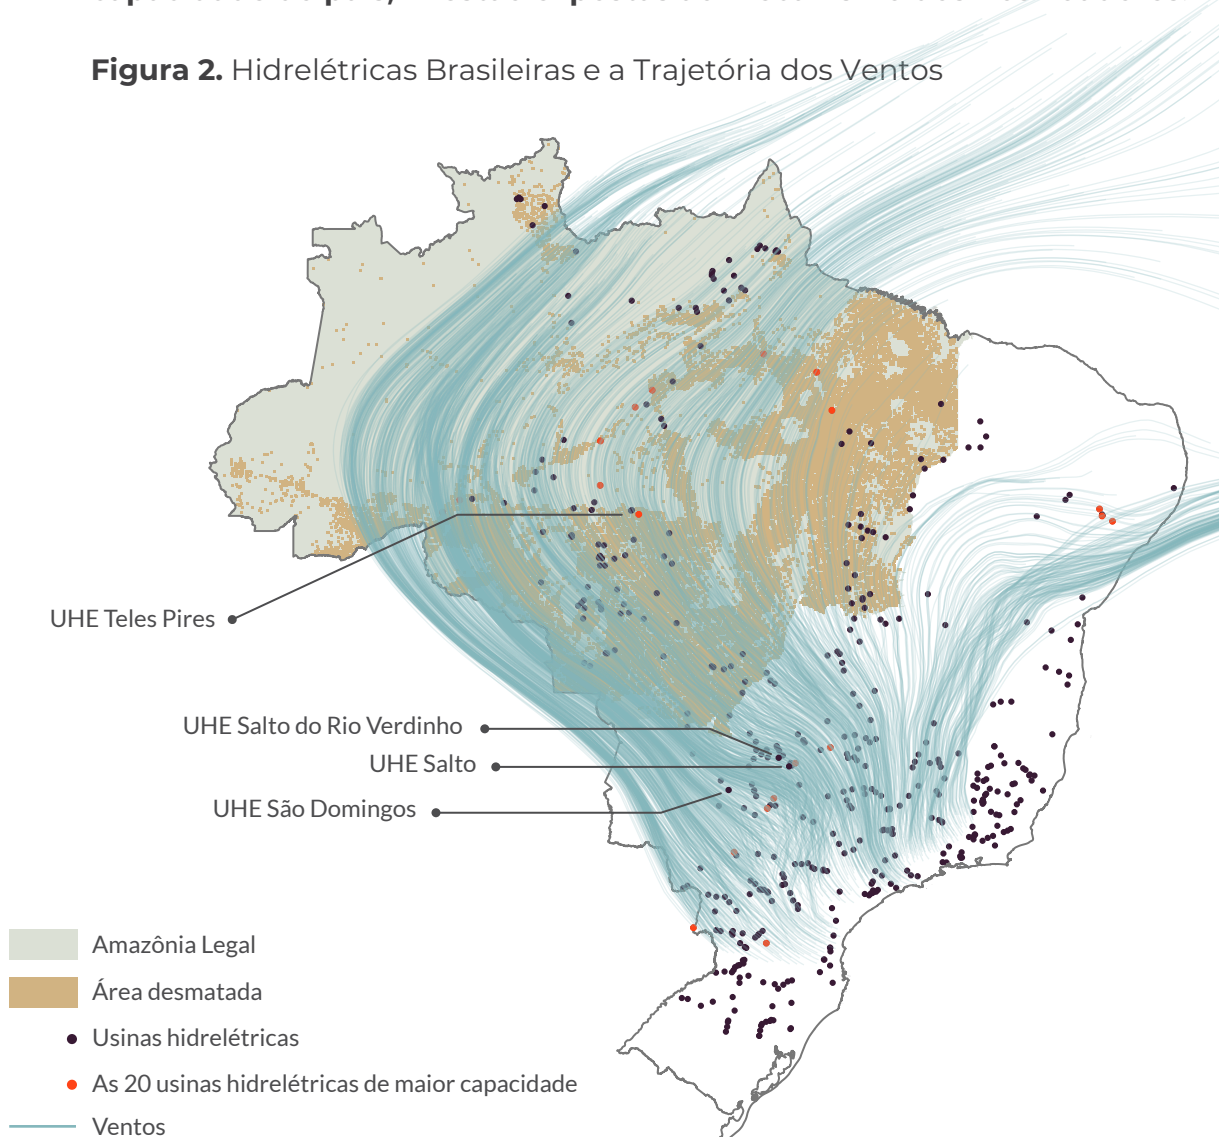 Figura 2. Hidrelétricas Brasileiras e a Trajetória dos Ventos
UHE Teles Pires
UHE Salto do Rio Verdinho
UHE Salto
UHE São Domingos
Amazônia Legal
Área desmatada
Usinas hidrelétricas
As 20 usinas hidrelétricas de maior capacidade
Ventos